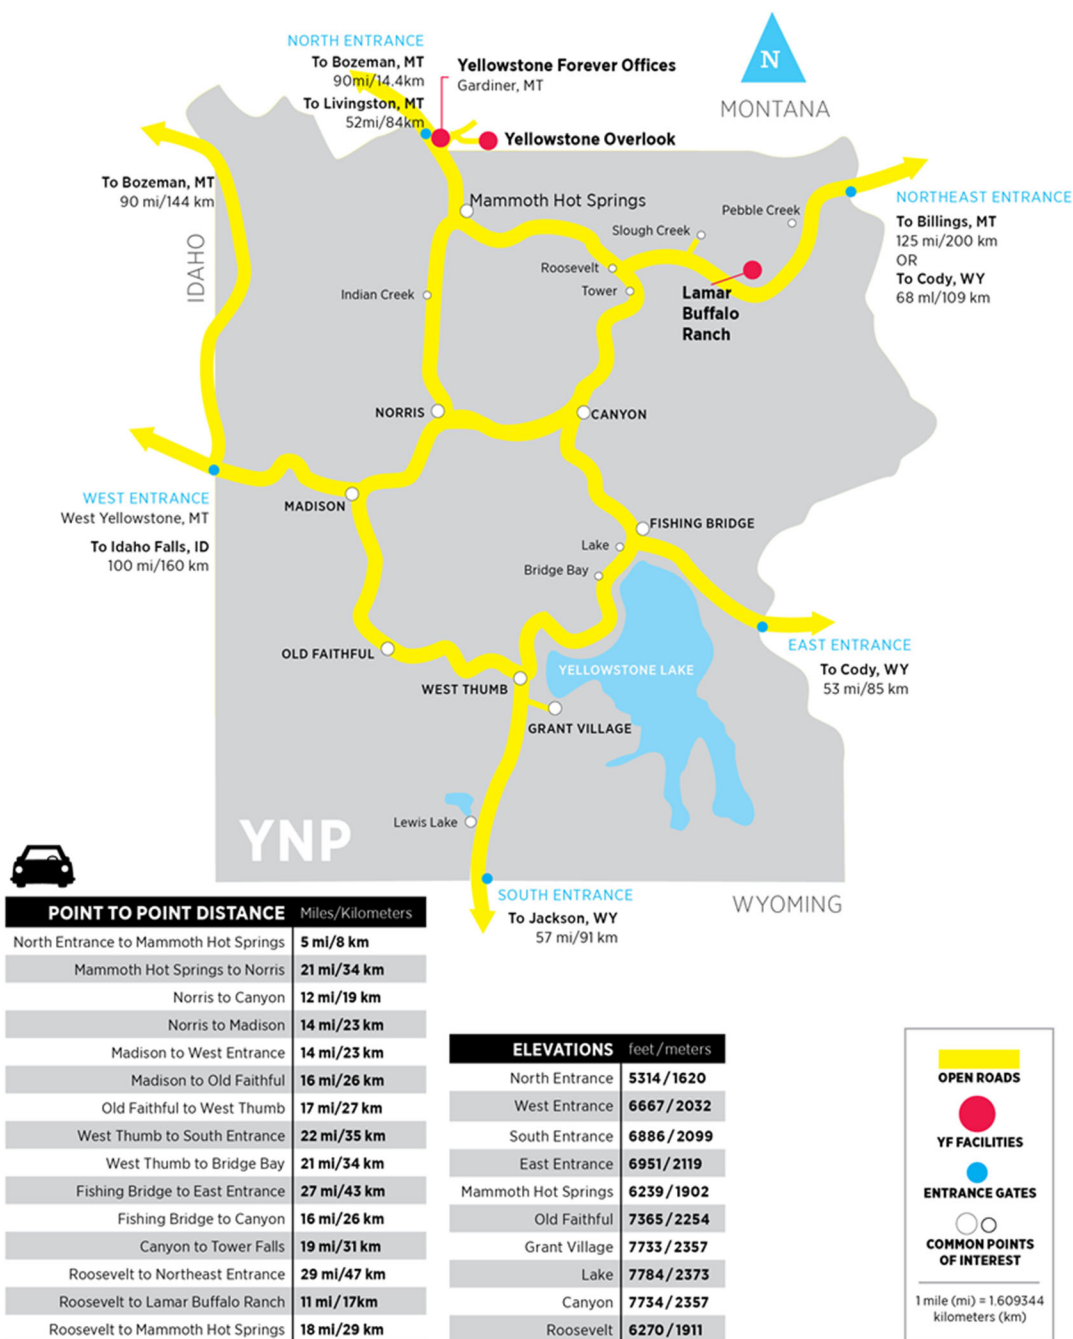 NORTH ENTRANCE
To Bozeman, MT
90mi/14.4km
To Livingston, MT
52mi/84km
Yellowstone Forever Offices
Gardiner, MT
Yellowstone Overlook
N
MONTANA
To Bozeman, MT
90 mi/144 km
IDAHO
Mammoth Hot Springs
Pebble Creek
Slough Creek
Roosevelt
Tower
Indian Creek
Lamar
Buffalo
Ranch
NORTHEAST ENTRANCE
To Billings, MT
125 mi/200 km
OR
To Cody, WY
68 ml/109 km
NORRIS
CANYON
WEST ENTRANCE
West Yellowstone, MT
To Idaho Falls, ID
100 mi/160 km
MADISON
FISHING BRIDGE
Lake
Bridge Bay
EAST ENTRANCE
To Cody, WY
53 mi/85 km
OLD FAITHFUL
YELLOWSTONE LAKE
WEST THUMB
GRANT VILLAGE
Lewis Lake
YNP
SOUTH ENTRANCE
To Jackson, WY
57 mi/91 km
WYOMING
POINT TO POINT DISTANCE Miles/Kilometers
North Entrance to Mammoth Hot Springs 5 mi/8 km
Mammoth Hot Springs to Norris 21 mi/34 km
Norris to Canyon 12 mi/19 km
Norris to Madison 14 mi/23 km
Madison to West Entrance 14 mi/23 km
Madison to Old Faithful 16 mi/26 km
Old Faithful to West Thumb 17 mi/27 km
West Thumb to South Entrance 22 mi/35 km
West Thumb to Bridge Bay 21 mi/34 km
Fishing Bridge to East Entrance 27 mi/43 km
Fishing Bridge to Canyon 16 mi/26 km
Canyon to Tower Falls 19 mi/31 km
Roosevelt to Northeast Entrance 29 mi/47 km
Roosevelt to Lamar Buffalo Ranch 11 mi/17km
Roosevelt to Mammoth Hot Springs 18 mi/29 km
ELEVATIONS feet/meters
North Entrance 5314/1620
West Entrance 6667/2032
South Entrance 6886/2099
East Entrance 6951/2119
Mammoth Hot Springs 6239/1902
Old Faithful 7365/2254
Grant Village 7733/2357
Lake 7784/2373
Canyon 7734/2357
Roosevelt 6270/1911
OPEN ROADS
YF FACILITIES
ENTRANCE GATES
COMMON POINTS
OF INTEREST
1 mile (mi) = 1.609344
kilometers (km)